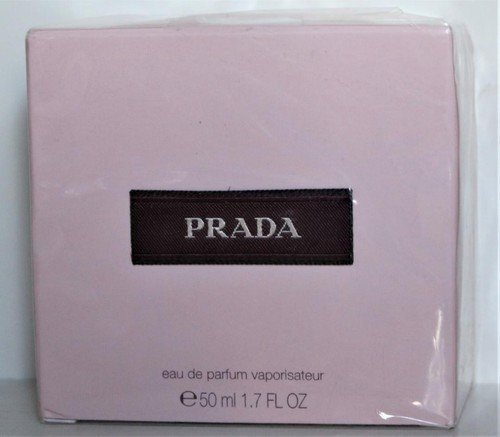 PRADA
eau de parfum vaporisateur
℮50 ml 1.7 FL OZ